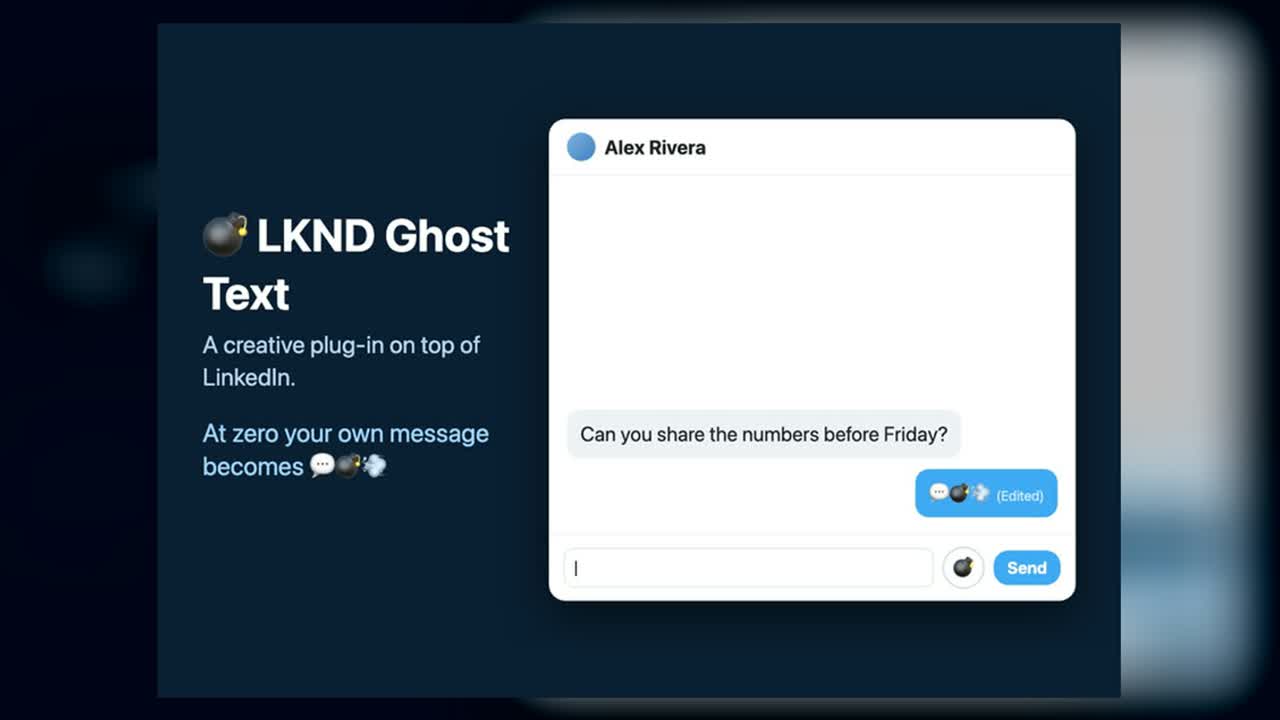 💣 LKND Ghost
Text
A creative plug-in on top of
LinkedIn.
At zero your own message
becomes 💬💣💨
Alex Rivera
Can you share the numbers before Friday?
💬💣💨 (Edited)
💣 Send